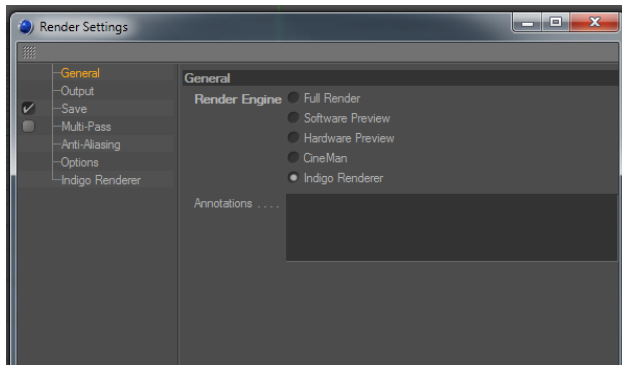 Render Settings
General
Output
Save
Multi-Pass
Anti-Aliasing
Options
Indigo Renderer
General
Render Engine Full Render
Software Preview
Hardware Preview
CineMan
Indigo Renderer
Annotations . . . .